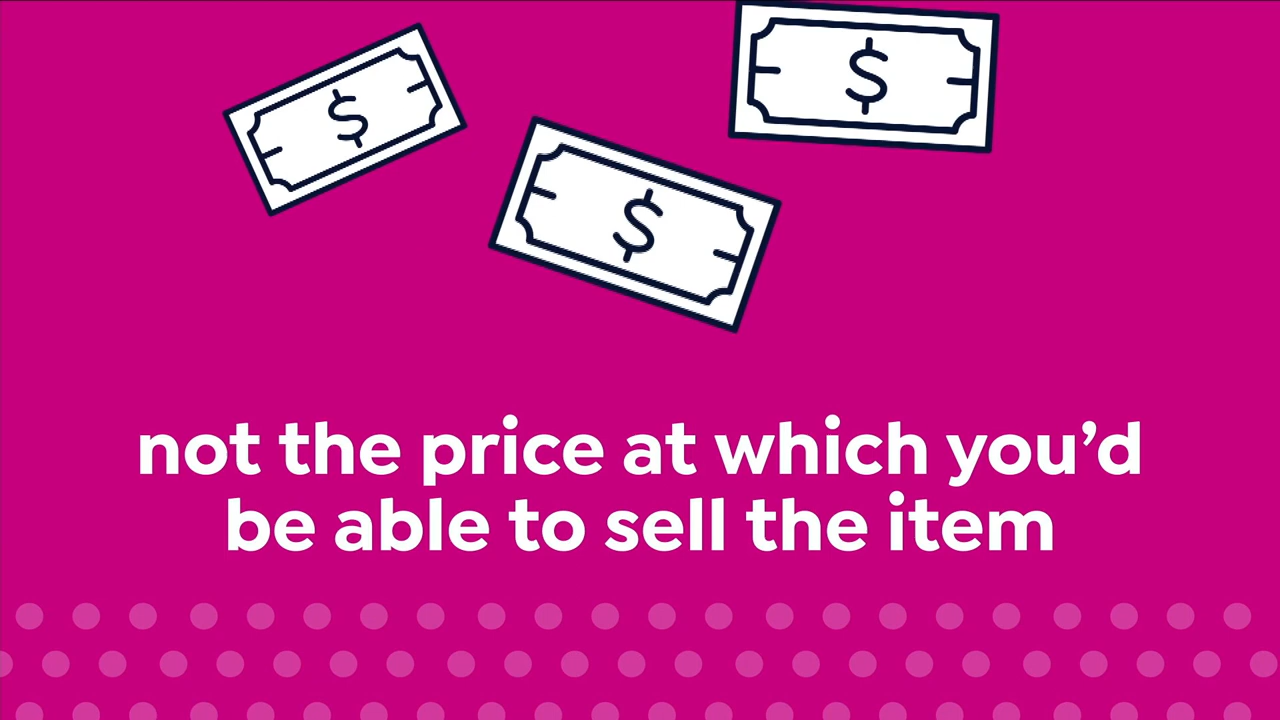 $
$
$
not the price at which you’d
be able to sell the item